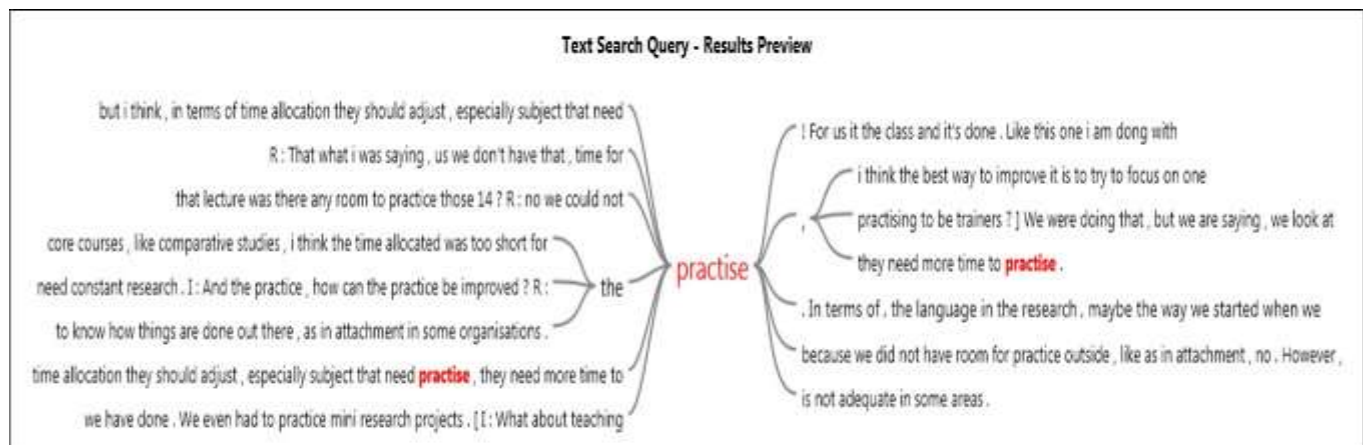 Text Search Query - Results Preview
but i think , in terms of time allocation they should adjust , especially subject that need
R : That what i was saying , us we don't have that , time for
that lecture was there any room to practice those 14 ? R : no we could not
core courses , like comparative studies , i think the time allocated was too short for
need constant research . I : And the practice , how can the practice be improved ? R :
to know how things are done out there , as in attachment in some organisations .
the
time allocation they should adjust , especially subject that need practise , they need more time to
we have done . We even had to practice mini research projects . [ I : What about teaching
practise
! For us it the class and it's done . Like this one i am dong with
,
i think the best way to improve it is to try to focus on one
practising to be trainers ? ] We were doing that , but we are saying , we look at
they need more time to practise .
. In terms of , the language in the research , maybe the way we started when we
because we did not have room for practice outside , like as in attachment , no . However ,
is not adequate in some areas .